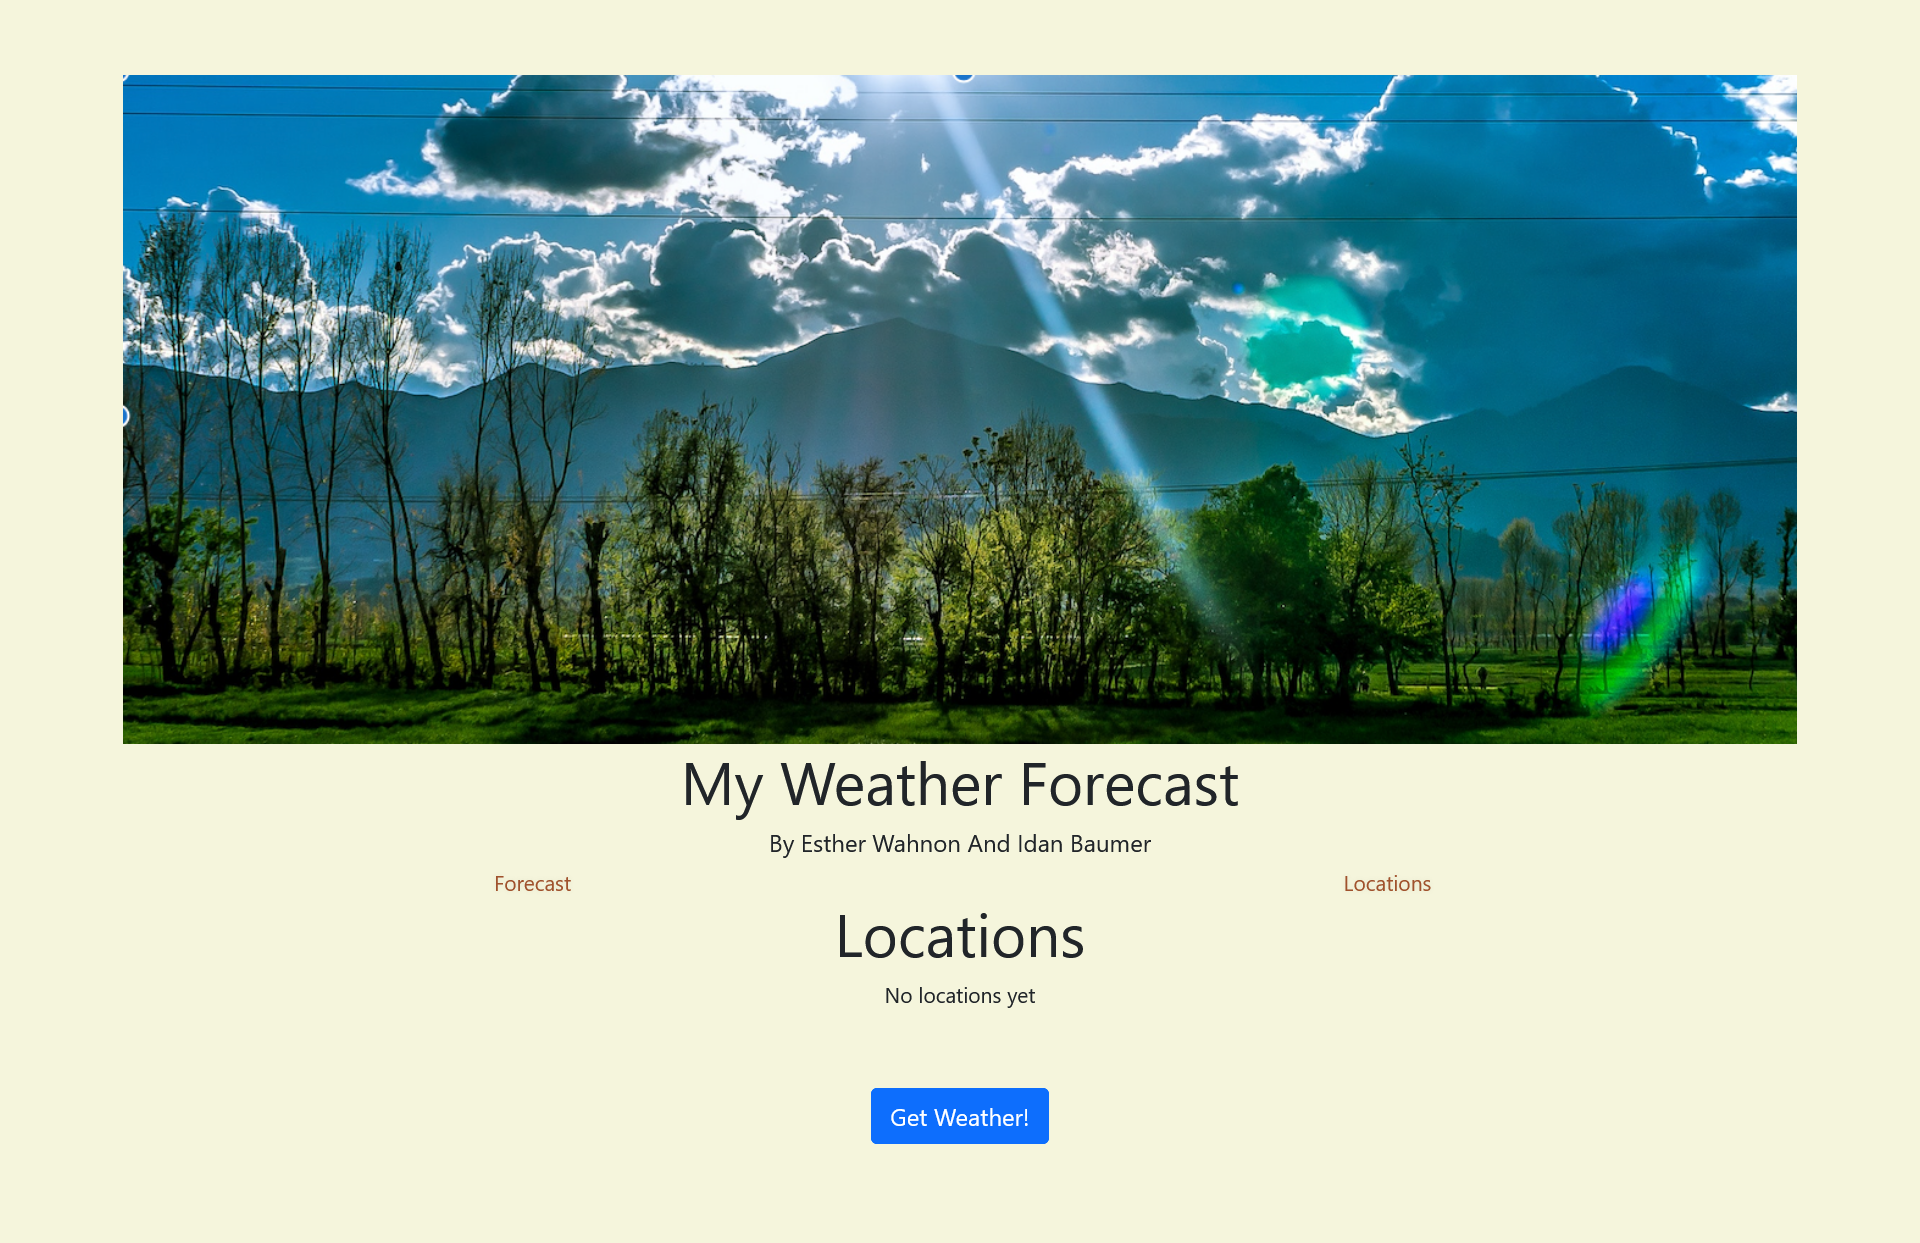 My Weather Forecast
By Esther Wahnon And Idan Baumer
Forecast
Locations
Locations
No locations yet
Get Weather!